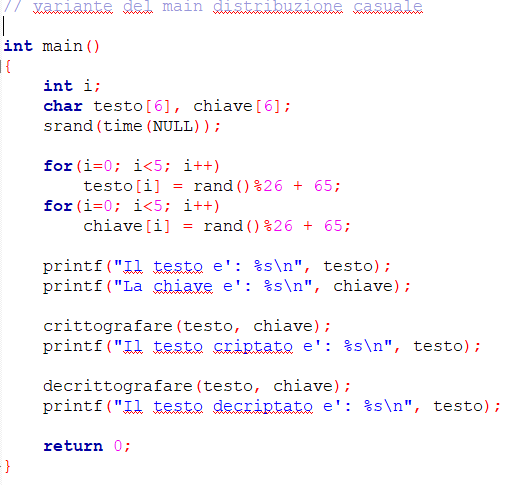 // variante del main distribuzione casuale
int main()
{
    int i;
    char testo[6], chiave[6];
    srand(time(NULL));
    for(i=0; i<5; i++)
        testo[i] = rand()%26 + 65;
    for(i=0; i<5; i++)
        chiave[i] = rand()%26 + 65;
    printf("Il testo e': %s\n", testo);
    printf("La chiave e': %s\n", chiave);
    crittografare(testo, chiave);
    printf("Il testo criptato e': %s\n", testo);
    decrittografare(testo, chiave);
    printf("Il testo decriptato e': %s\n", testo);
    return 0;
}